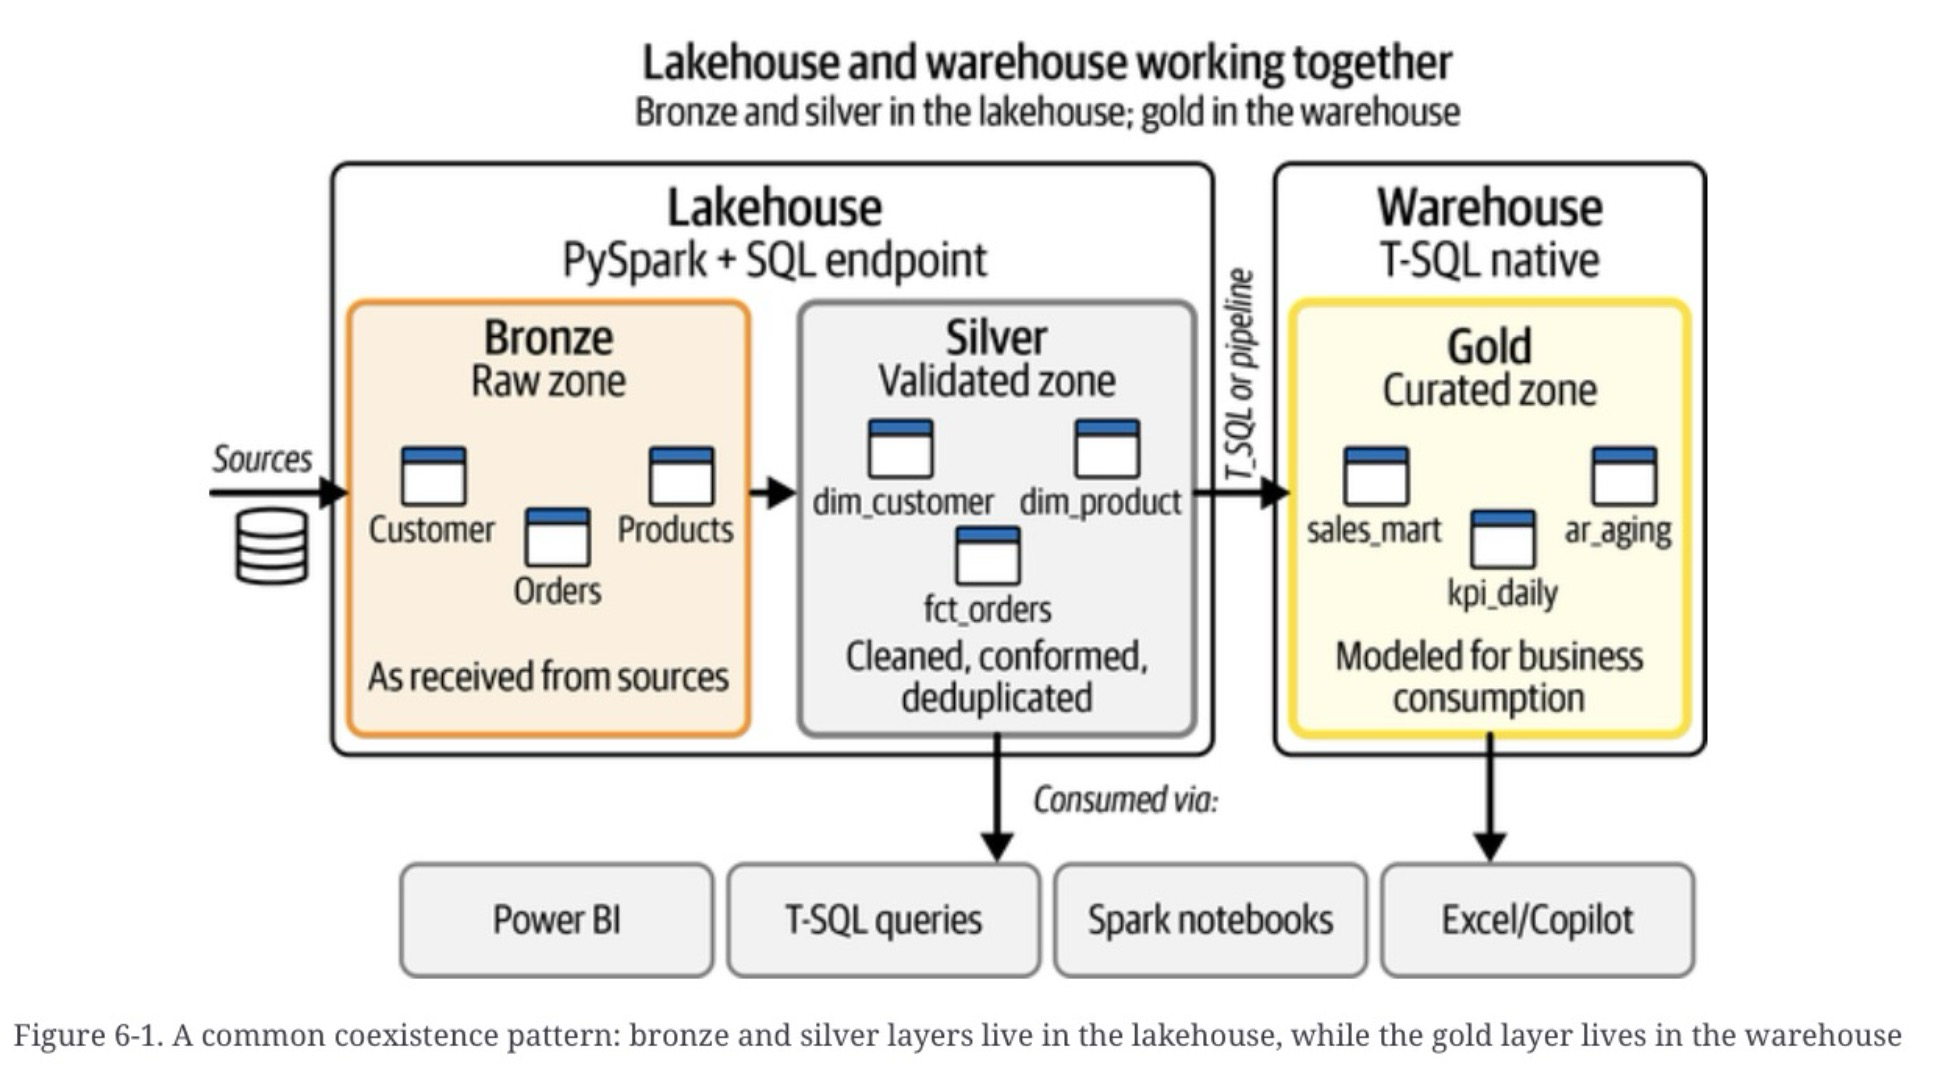 Lakehouse and warehouse working together
Bronze and silver in the lakehouse; gold in the warehouse
Sources
Lakehouse
PySpark + SQL endpoint
Bronze
Raw zone
Customer
Orders
Products
As received from sources
Silver
Validated zone
dim_customer
dim_product
fct_orders
Cleaned, conformed,
deduplicated
T_SQL or pipeline
Warehouse
T-SQL native
Gold
Curated zone
sales_mart
kpi_daily
ar_aging
Modeled for business
consumption
Consumed via:
Power BI
T-SQL queries
Spark notebooks
Excel/Copilot
Figure 6-1. A common coexistence pattern: bronze and silver layers live in the lakehouse, while the gold layer lives in the warehouse